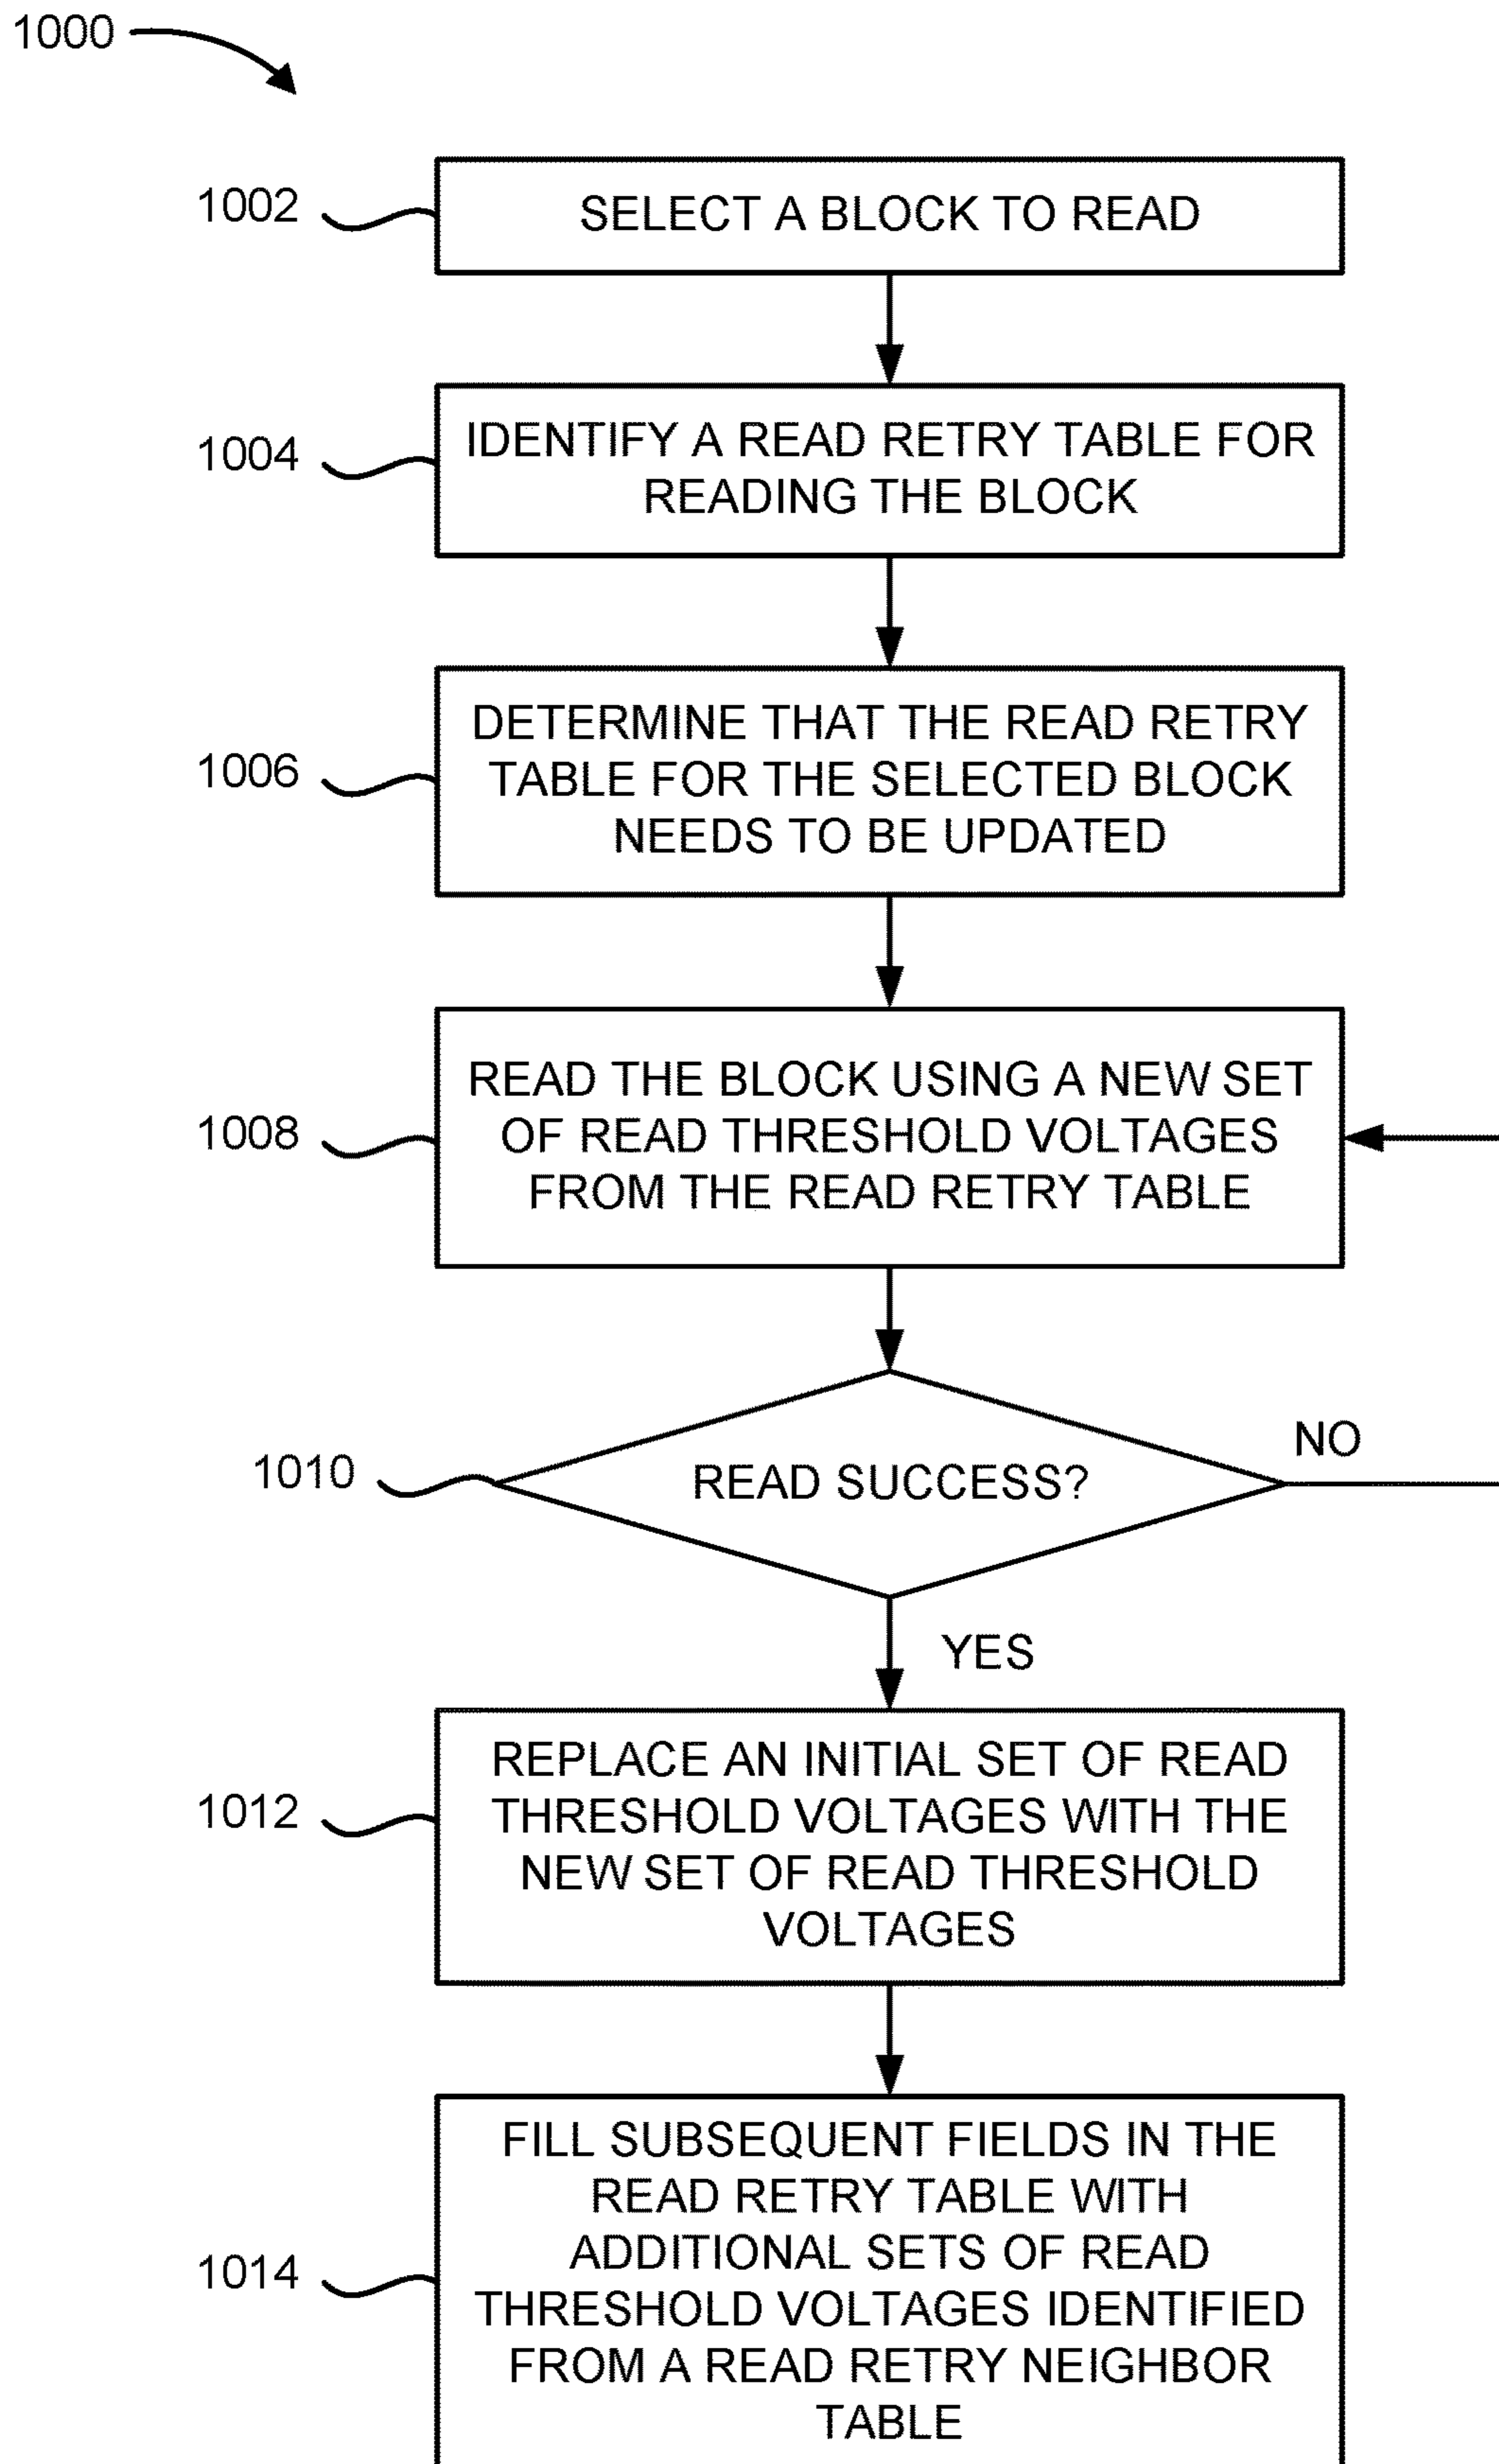 1000
1002
SELECT A BLOCK TO READ
1004
IDENTIFY A READ RETRY TABLE FOR
READING THE BLOCK
1006
DETERMINE THAT THE READ RETRY
TABLE FOR THE SELECTED BLOCK
NEEDS TO BE UPDATED
1008
READ THE BLOCK USING A NEW SET
OF READ THRESHOLD VOLTAGES
FROM THE READ RETRY TABLE
1010
READ SUCCESS?
NO
YES
1012
REPLACE AN INITIAL SET OF READ
THRESHOLD VOLTAGES WITH THE
NEW SET OF READ THRESHOLD
VOLTAGES
1014
FILL SUBSEQUENT FIELDS IN THE
READ RETRY TABLE WITH
ADDITIONAL SETS OF READ
THRESHOLD VOLTAGES IDENTIFIED
FROM A READ RETRY NEIGHBOR
TABLE